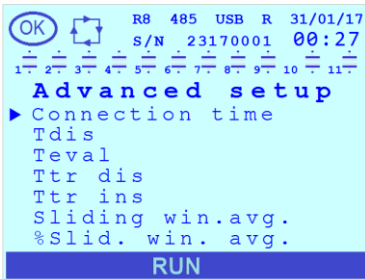 OK R8 485 USB R 31/01/17
S/N 23170001 00:27
1 2 3 4 5 6 7 8 9 10 11
Advanced setup
Connection time
Tdis
Teval
Ttr dis
Ttr ins
Sliding win.avg.
%Slid. win. avg.
RUN